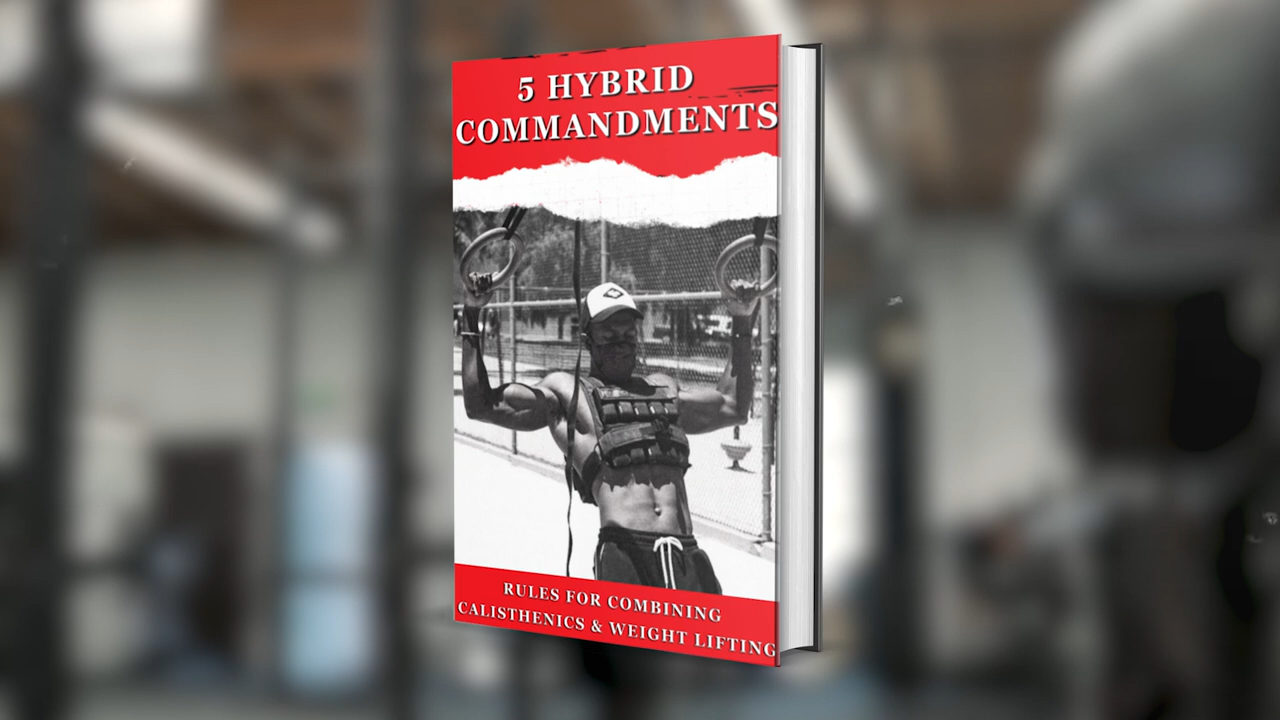 5 HYBRID
COMMANDMENTS
RULES FOR COMBINING
CALISTHENICS & WEIGHT LIFTING